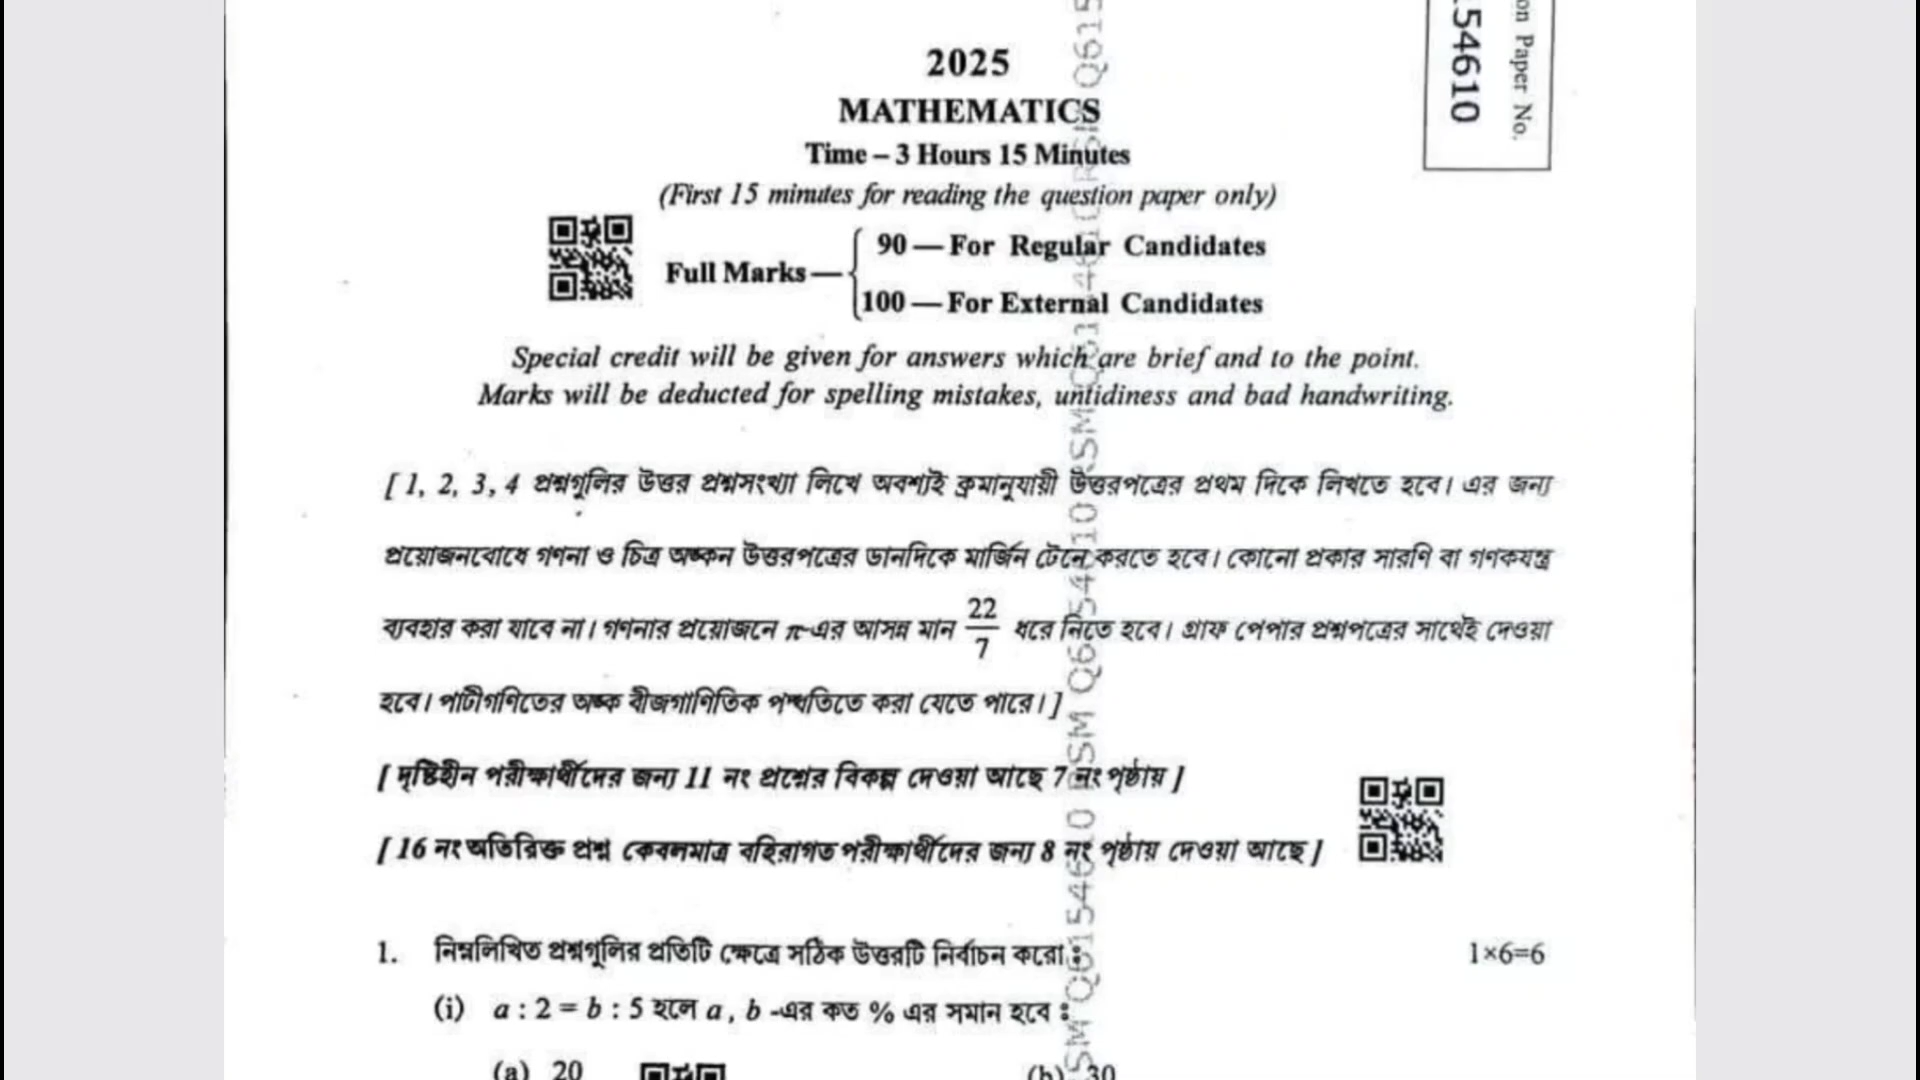 on Paper No.
154610
2025
MATHEMATICS
Time – 3 Hours 15 Minutes
(First 15 minutes for reading the question paper only)
Full Marks — { 90 — For Regular Candidates
100 — For External Candidates
Special credit will be given for answers which are brief and to the point.
Marks will be deducted for spelling mistakes, untidiness and bad handwriting.
[ 1, 2, 3, 4 প্রশ্নগুলির উত্তর প্রশ্নসংখ্যা লিখে অবশ্যই ক্রমানুযায়ী উত্তরপত্রের প্রথম দিকে লিখতে হবে। এর জন্য
প্রয়োজনবোধে গণনা ও চিত্র অঙ্কন উত্তরপত্রের ডানদিকে মার্জিন টেনে করতে হবে। কোনো প্রকার সারণি বা গণকযন্ত্র
ব্যবহার করা যাবে না। গণনার প্রয়োজনে π-এর আসন্ন মান 22/7 ধরে নিতে হবে। গ্রাফ পেপার প্রশ্নপত্রের সাথেই দেওয়া
হবে। পাটীগণিতের অঙ্ক বীজগাণিতিক পদ্ধতিতে করা যেতে পারে। ]
[ দৃষ্টিহীন পরীক্ষার্থীদের জন্য 11 নং প্রশ্নের বিকল্প দেওয়া আছে 7 নং পৃষ্ঠায় ]
[ 16 নং অতিরিক্ত প্রশ্ন কেবলমাত্র বহিরাগত পরীক্ষার্থীদের জন্য 8 নং পৃষ্ঠায় দেওয়া আছে ]
1. নিম্নলিখিত প্রশ্নগুলির প্রতিটি ক্ষেত্রে সঠিক উত্তরটি নির্বাচন করো : 1×6=6
(i) a : 2 = b : 5 হলে a , b -এর কত % এর সমান হবে :
(a) 20 (b) 30